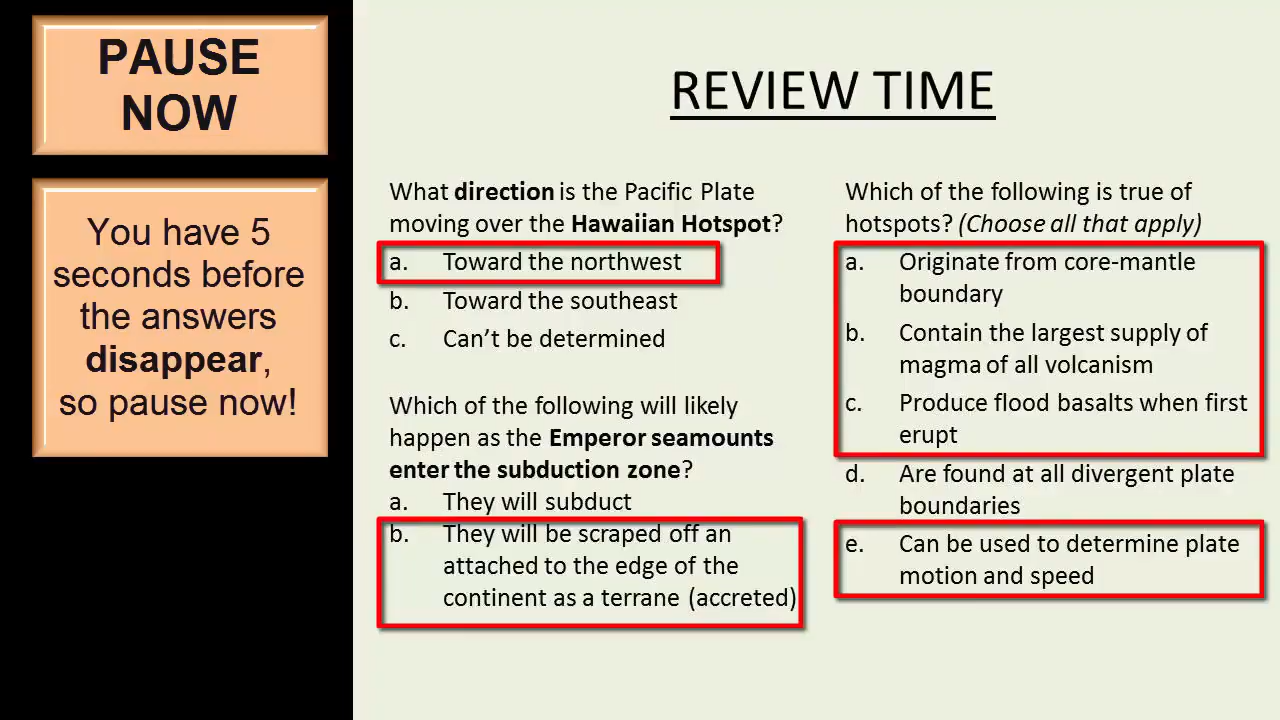 PAUSE
NOW
You have 5
seconds before
the answers
disappear,
so pause now!
REVIEW TIME
What direction is the Pacific Plate
moving over the Hawaiian Hotspot?
a. Toward the northwest
b. Toward the southeast
c. Can’t be determined
Which of the following will likely
happen as the Emperor seamounts
enter the subduction zone?
a. They will subduct
b. They will be scraped off an
attached to the edge of the
continent as a terrane (accreted)
Which of the following is true of
hotspots? (Choose all that apply)
a. Originate from core-mantle
boundary
b. Contain the largest supply of
magma of all volcanism
c. Produce flood basalts when first
erupt
d. Are found at all divergent plate
boundaries
e. Can be used to determine plate
motion and speed